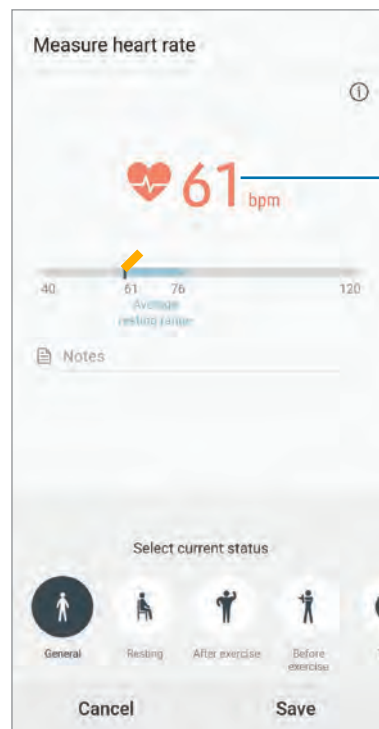 Measure heart rate
61 bpm
40 61 76 120
Average
resting range
Notes
Select current status
General Resting After exercise Before
exercise
Cancel Save